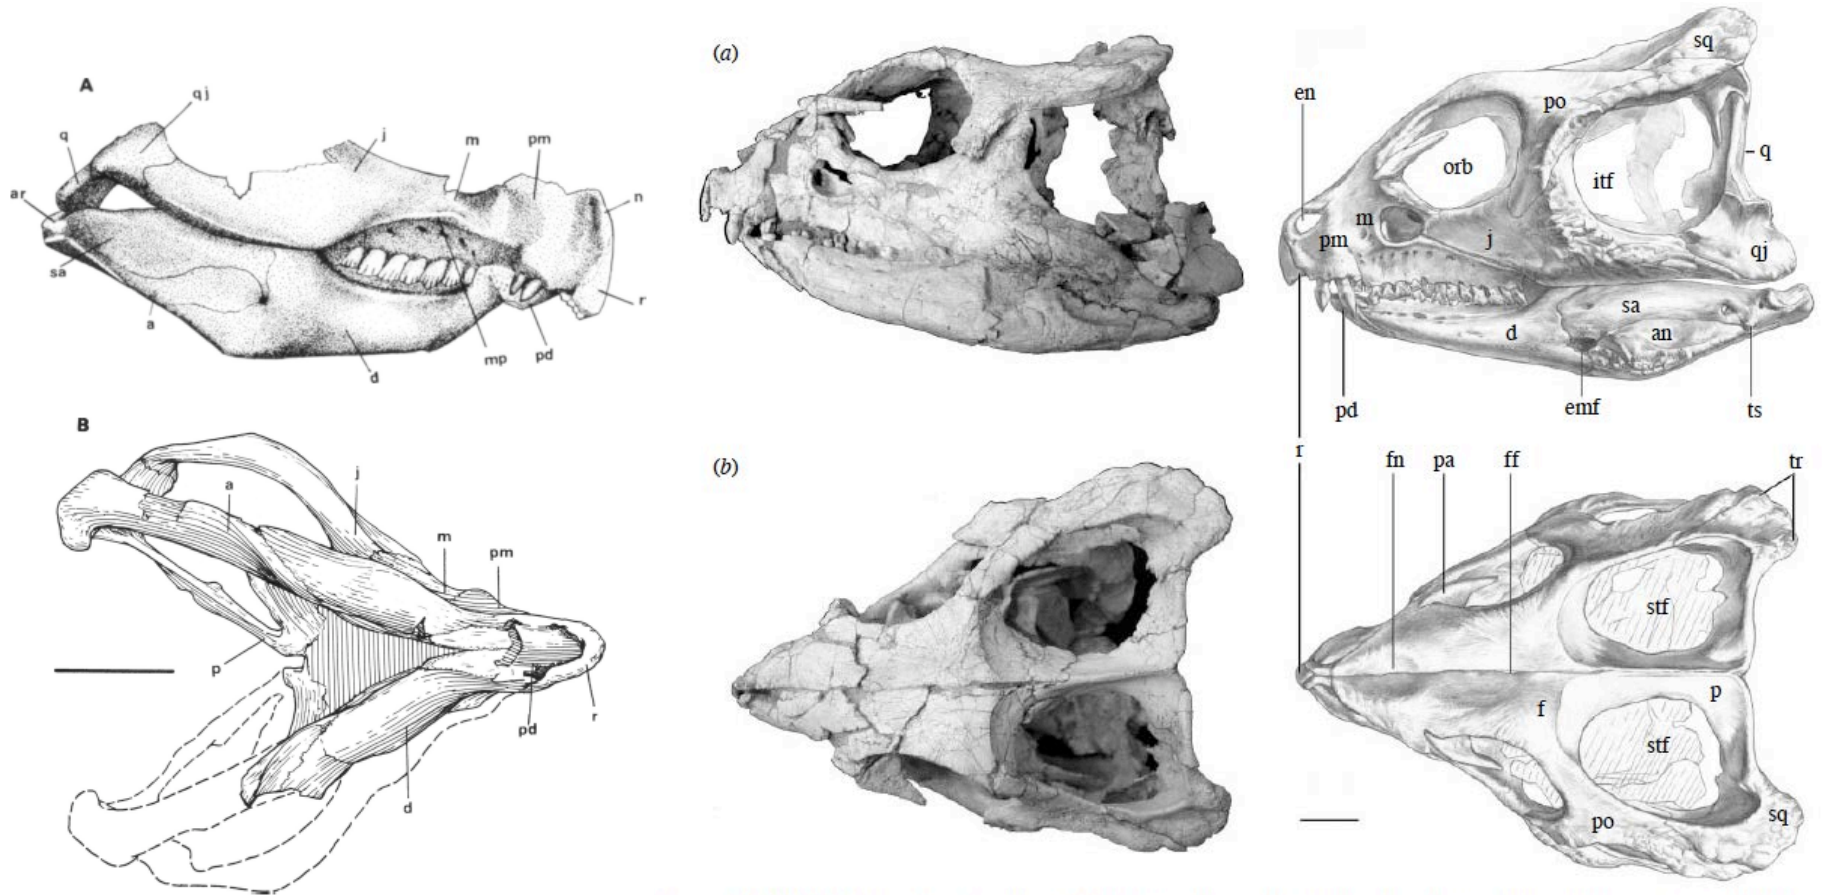 A
qj
q
j
m
pm
ar
n
sa
a
r
mp
pd
d
B
a
j
m
pm
p
pd
r
d
(a)
(b)
sq
en
po
q
orb
itf
m
pm
j
qj
sa
d
an
pd
emf
ts
r
fn
pa
ff
tr
stf
p
f
stf
po
sq